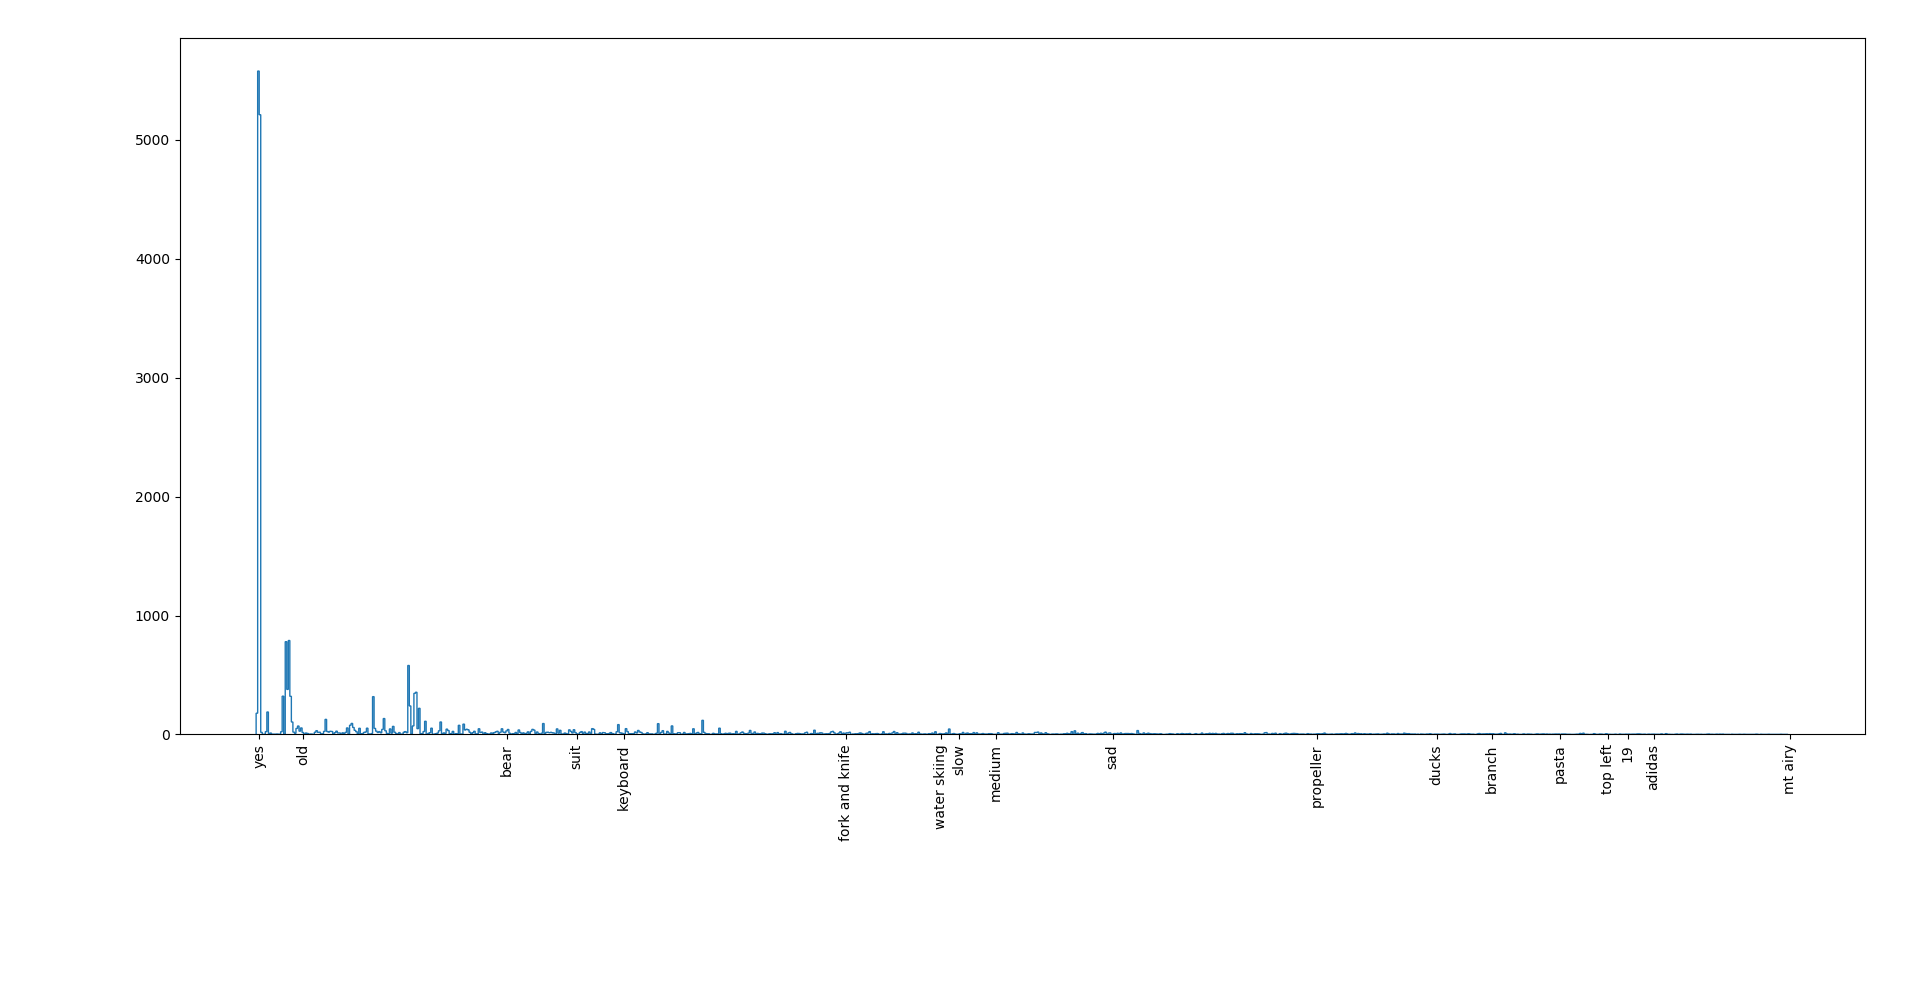 5000
4000
3000
2000
1000
0
yes
old
bear
suit
keyboard
fork and knife
water skiing
slow
medium
sad
propeller
ducks
branch
pasta
top left
19
adidas
mt airy